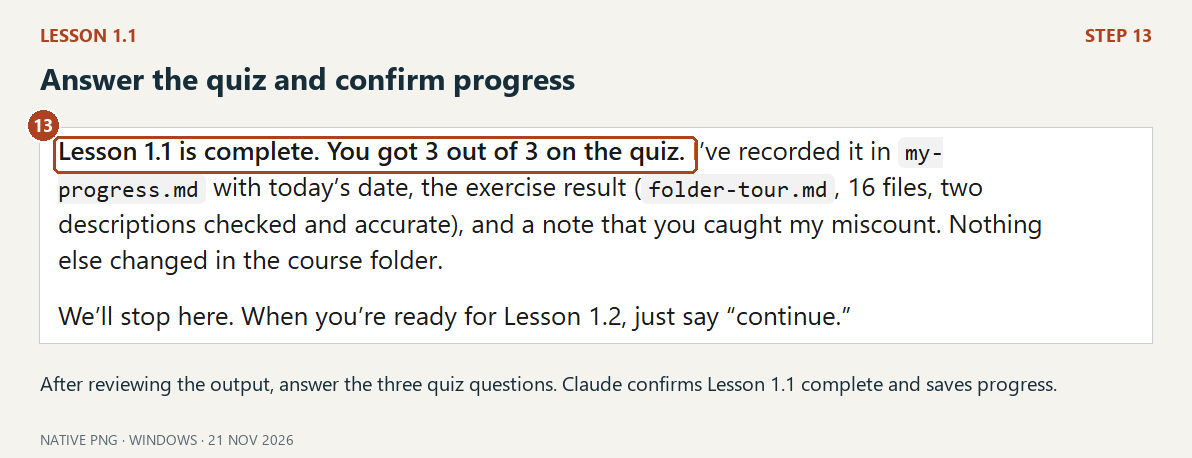 LESSON 1.1
STEP 13
Answer the quiz and confirm progress
13
Lesson 1.1 is complete. You got 3 out of 3 on the quiz. I’ve recorded it in my-
progress.md with today’s date, the exercise result (folder-tour.md, 16 files, two
descriptions checked and accurate), and a note that you caught my miscount. Nothing
else changed in the course folder.
We’ll stop here. When you’re ready for Lesson 1.2, just say “continue.”
After reviewing the output, answer the three quiz questions. Claude confirms Lesson 1.1 complete and saves progress.
NATIVE PNG · WINDOWS · 21 NOV 2026